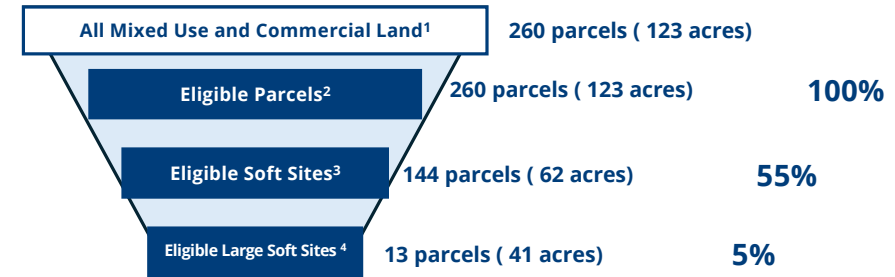 All Mixed Use and Commercial Land¹ 260 parcels ( 123 acres)
Eligible Parcels² 260 parcels ( 123 acres) 100%
Eligible Soft Sites³ 144 parcels ( 62 acres) 55%
Eligible Large Soft Sites ⁴ 13 parcels ( 41 acres) 5%